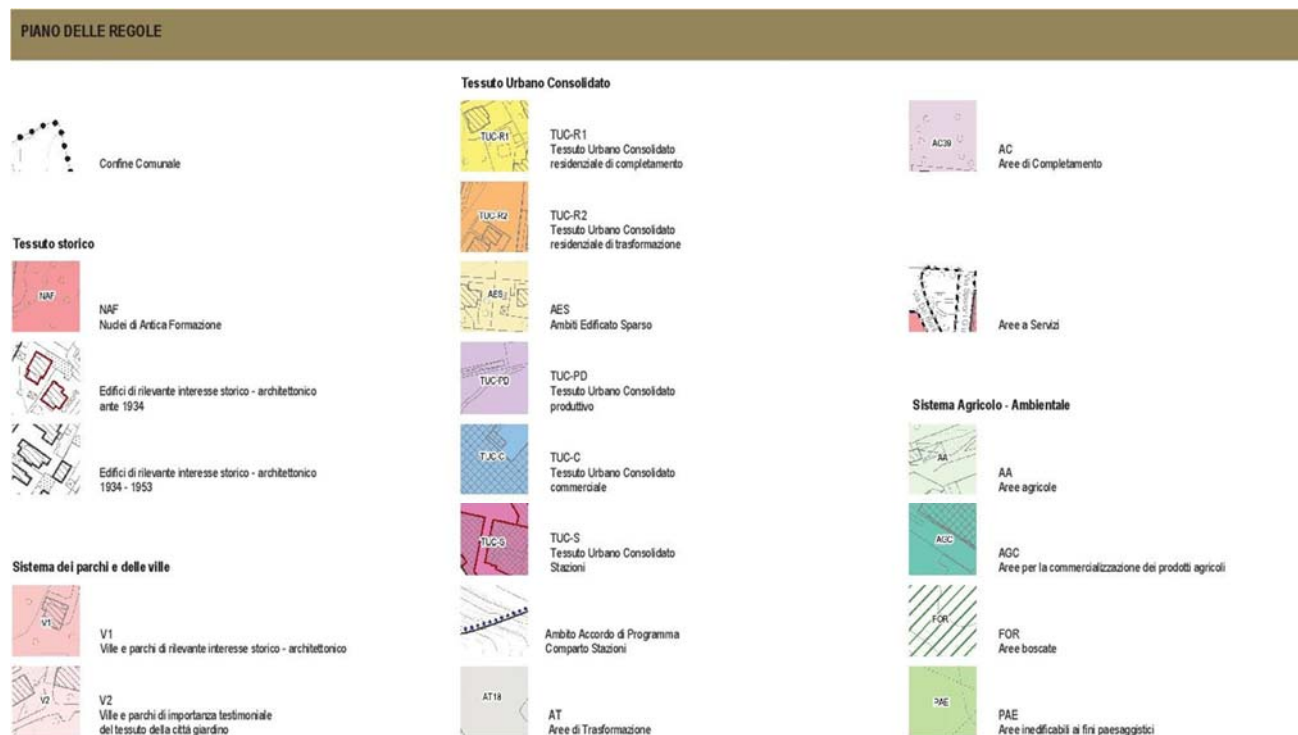 PIANO DELLE REGOLE
Confine Comunale
Tessuto storico
NAF
NAF
Nuclei di Antica Formazione
Edifici di rilevante interesse storico - architettonico
ante 1934
Edifici di rilevante interesse storico - architettonico
1934 - 1953
Sistema dei parchi e delle ville
V1
V1
Ville e parchi di rilevante interesse storico - architettonico
V2
V2
Ville e parchi di importanza testimoniale
del tessuto della città giardino
Tessuto Urbano Consolidato
TUC-R1
TUC-R1
Tessuto Urbano Consolidato
residenziale di completamento
TUC-R2
TUC-R2
Tessuto Urbano Consolidato
residenziale di trasformazione
AES
AES
Ambiti Edificato Sparso
TUC-PD
TUC-PD
Tessuto Urbano Consolidato
produttivo
TUC-C
TUC-C
Tessuto Urbano Consolidato
commerciale
TUC-S
TUC-S
Tessuto Urbano Consolidato
Stazioni
Ambito Accordo di Programma
Comparto Stazioni
AT18
AT
Aree di Trasformazione
AC39
AC
Aree di Completamento
Aree a Servizi
Sistema Agricolo - Ambientale
AA
AA
Aree agricole
AGC
AGC
Aree per la commercializzazione dei prodotti agricoli
FOR
FOR
Aree boscate
PAE
PAE
Aree inedificabili ai fini paesaggistici